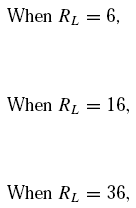 When R_L = 6,
When R_L = 16,
When R_L = 36,